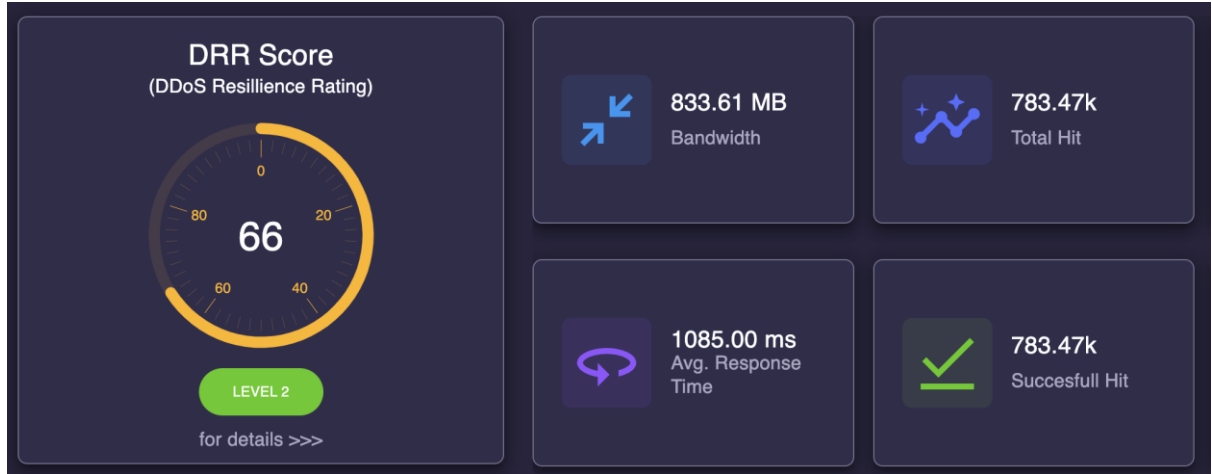 DRR Score
(DDoS Resillience Rating)
0
80
20
66
60
40
LEVEL 2
for details >>>
833.61 MB
Bandwidth
783.47k
Total Hit
1085.00 ms
Avg. Response
Time
783.47k
Succesfull Hit